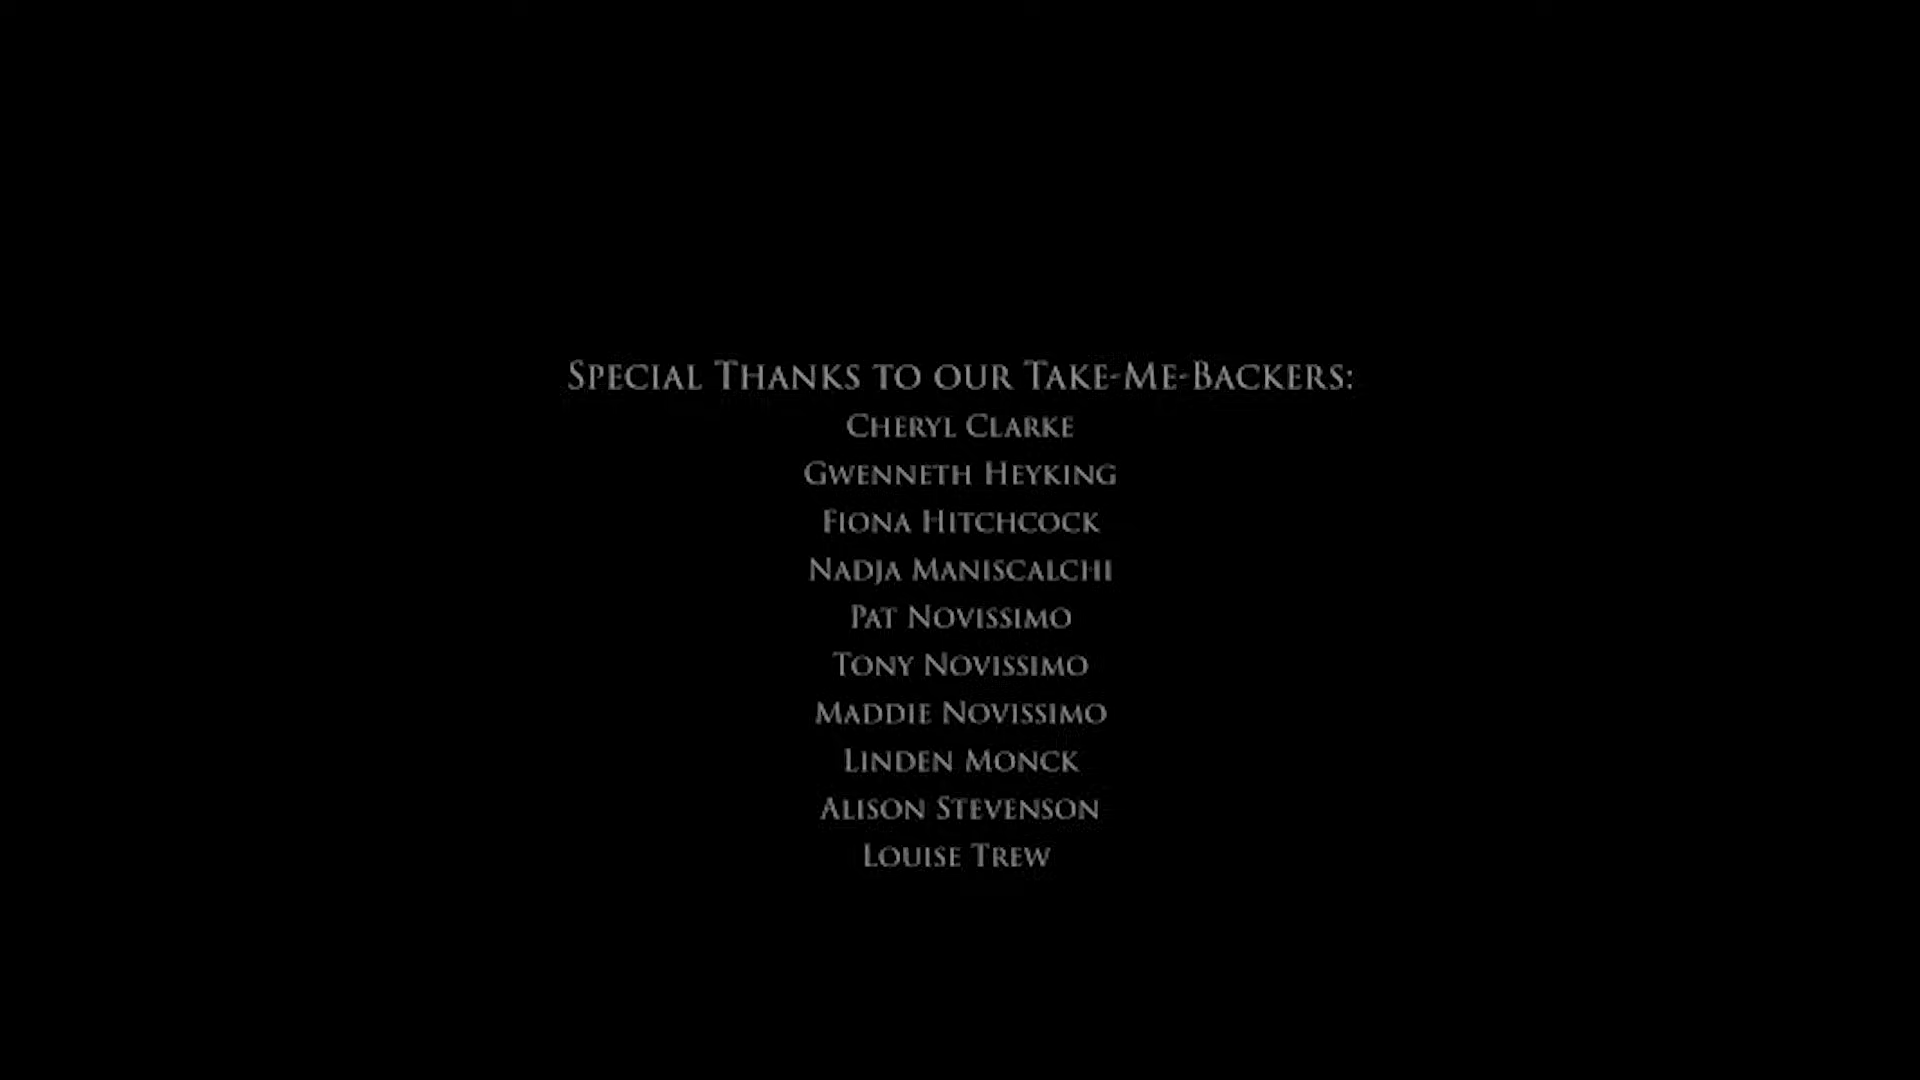 Special Thanks to our Take-Me-Backers:
Cheryl Clarke
Gwenneth Heyking
Fiona Hitchcock
Nadja Maniscalchi
Pat Novissimo
Tony Novissimo
Maddie Novissimo
Linden Monck
Alison Stevenson
Louise Trew